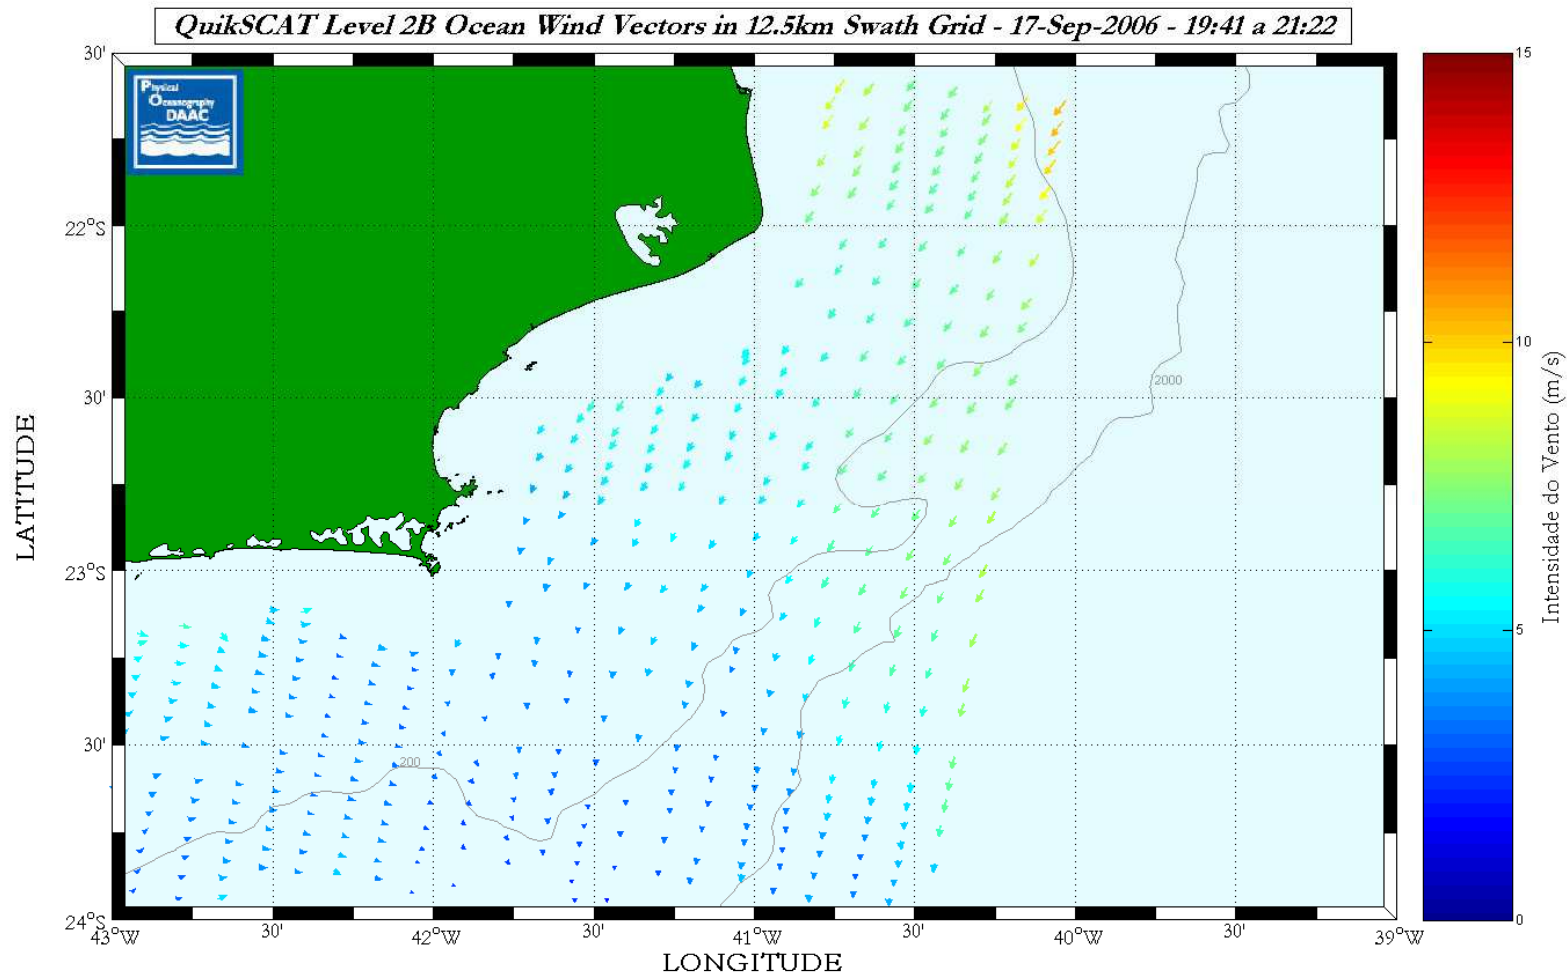 QuikSCAT Level 2B Ocean Wind Vectors in 12.5km Swath Grid - 17-Sep-2006 - 19:41 a 21:22
Physical
Oceanography
DAAC
30'
22°S
30'
23°S
30'
24°S
LATITUDE
2000
200
43°W
30'
42°W
30'
41°W
30'
40°W
30'
39°W
LONGITUDE
15
10
5
0
Intensidade do Vento (m/s)